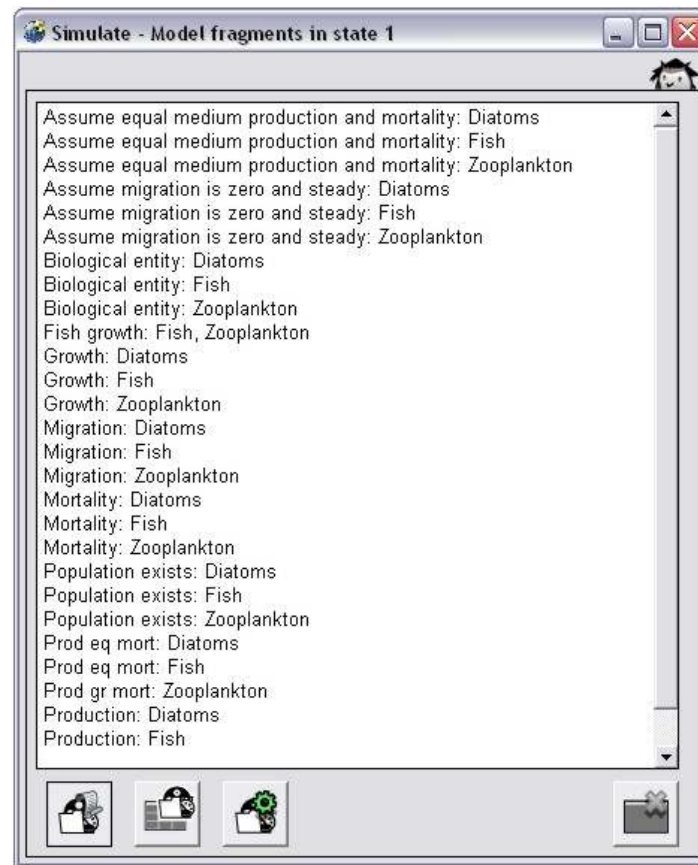 Simulate - Model fragments in state 1
Assume equal medium production and mortality: Diatoms
Assume equal medium production and mortality: Fish
Assume equal medium production and mortality: Zooplankton
Assume migration is zero and steady: Diatoms
Assume migration is zero and steady: Fish
Assume migration is zero and steady: Zooplankton
Biological entity: Diatoms
Biological entity: Fish
Biological entity: Zooplankton
Fish growth: Fish, Zooplankton
Growth: Diatoms
Growth: Fish
Growth: Zooplankton
Migration: Diatoms
Migration: Fish
Migration: Zooplankton
Mortality: Diatoms
Mortality: Fish
Mortality: Zooplankton
Population exists: Diatoms
Population exists: Fish
Population exists: Zooplankton
Prod eq mort: Diatoms
Prod eq mort: Fish
Prod gr mort: Zooplankton
Production: Diatoms
Production: Fish